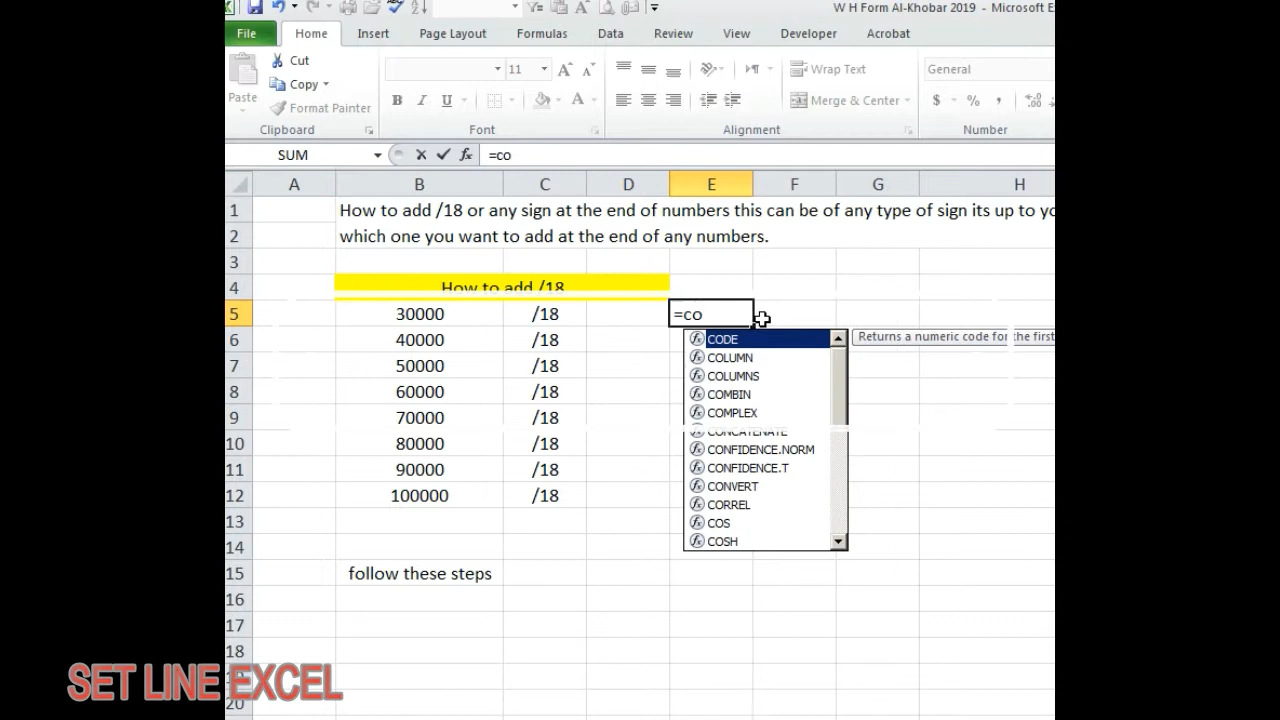 W H Form Al-Khobar 2019 - Microsoft E
File Home Insert Page Layout Formulas Data Review View Developer Acrobat
Cut 11 Wrap Text General
Copy
Paste Format Painter B I U Merge & Center $ % ,
Clipboard Font Alignment Number
SUM fx =co
A B C D E F G H
1 How to add /18 or any sign at the end of numbers this can be of any type of sign its up to yo
2 which one you want to add at the end of any numbers.
3
4 How to add /18
5 30000 /18 =co
6 40000 /18 CODE Returns a numeric code for the first
7 50000 /18 COLUMN
COLUMNS
8 60000 /18 COMBIN
9 70000 /18 COMPLEX
CONCATENATE
10 80000 /18 CONFIDENCE.NORM
11 90000 /18 CONFIDENCE.T
12 100000 /18 CONVERT
CORREL
13 COS
14 COSH
15 follow these steps
16
17
18
SET LINE EXCEL
20